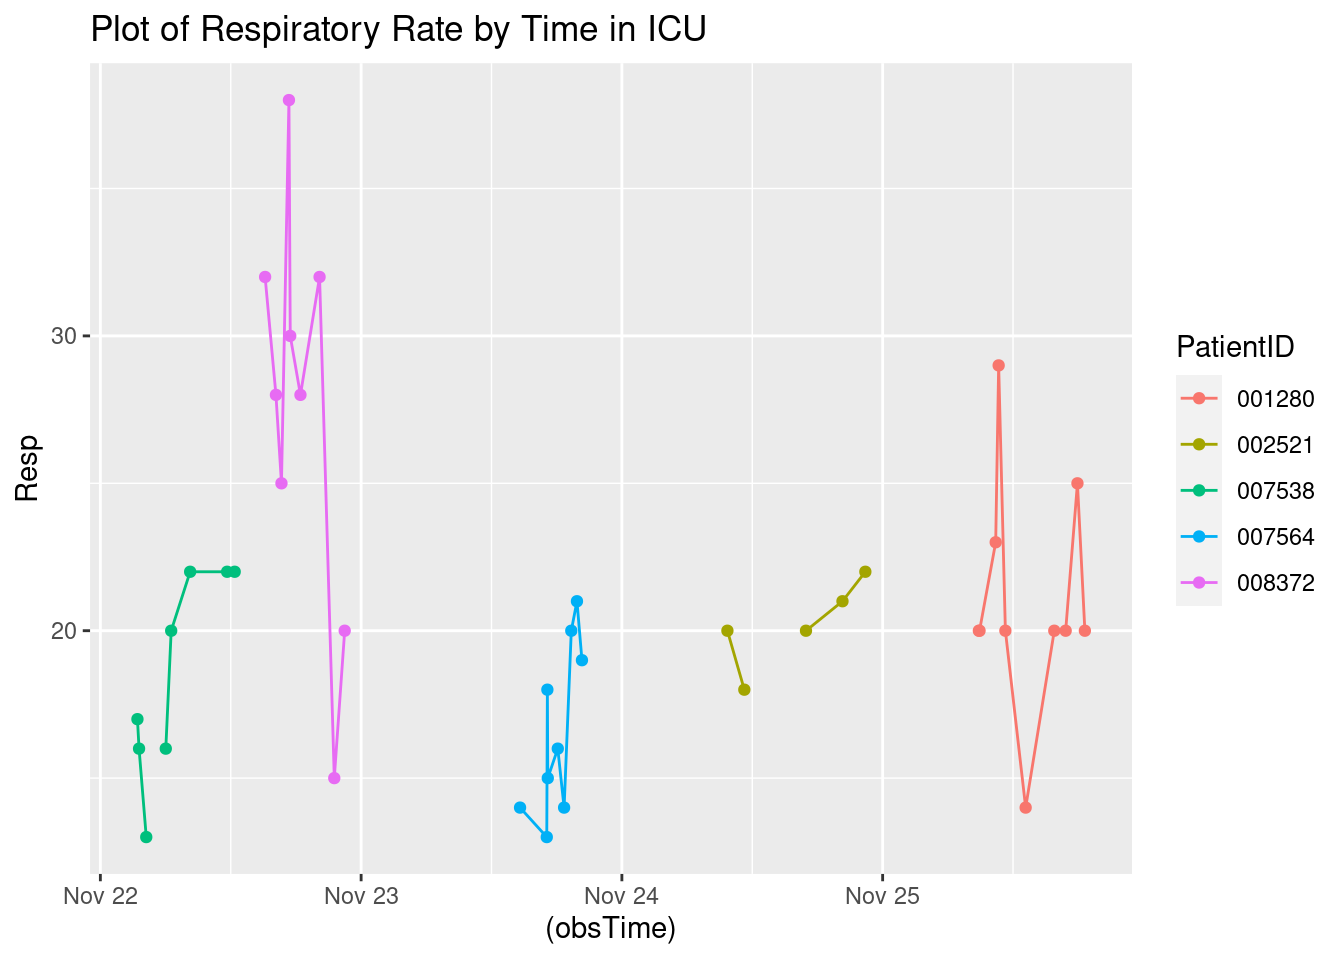 Plot of Respiratory Rate by Time in ICU
30
20
Resp
Nov 22
Nov 23
Nov 24
Nov 25
(obsTime)
PatientID
001280
002521
007538
007564
008372